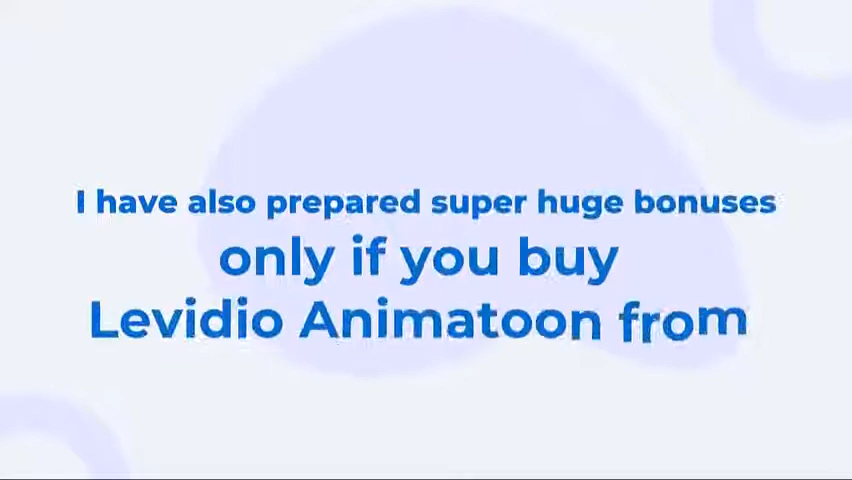 I have also prepared super huge bonuses
only if you buy
Levidio Animatoon from